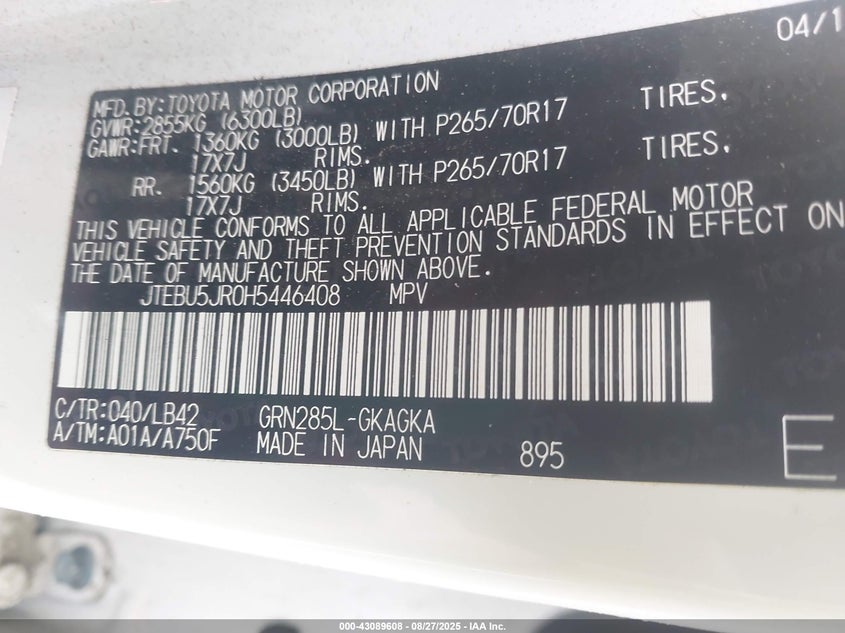 04/1
MFD. BY: TOYOTA MOTOR CORPORATION
GVWR: 2855KG (6300LB)
GAWR: FRT. 1360KG (3000LB) WITH P265/70R17 TIRES,
17X7J RIMS.
RR. 1560KG (3450LB) WITH P265/70R17 TIRES,
17X7J RIMS.
THIS VEHICLE CONFORMS TO ALL APPLICABLE FEDERAL MOTOR
VEHICLE SAFETY AND THEFT PREVENTION STANDARDS IN EFFECT ON
THE DATE OF MANUFACTURE SHOWN ABOVE.
JTEBU5JR0H5446408 MPV
C/TR: 040/LB42 GRN285L-GKAGKA
A/TM: A01A/A750F MADE IN JAPAN 895
E
000-43089608 - 08/27/2025 - IAA Inc.